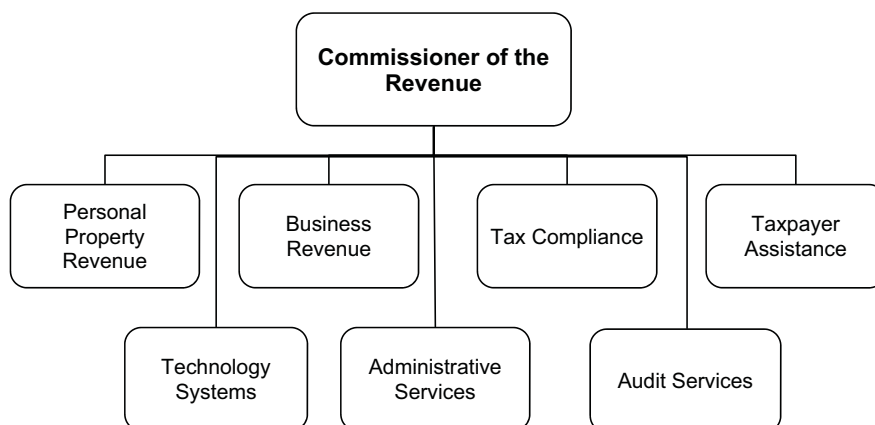 Commissioner of the
Revenue
Personal
Property
Revenue
Business
Revenue
Tax Compliance
Taxpayer
Assistance
Technology
Systems
Administrative
Services
Audit Services